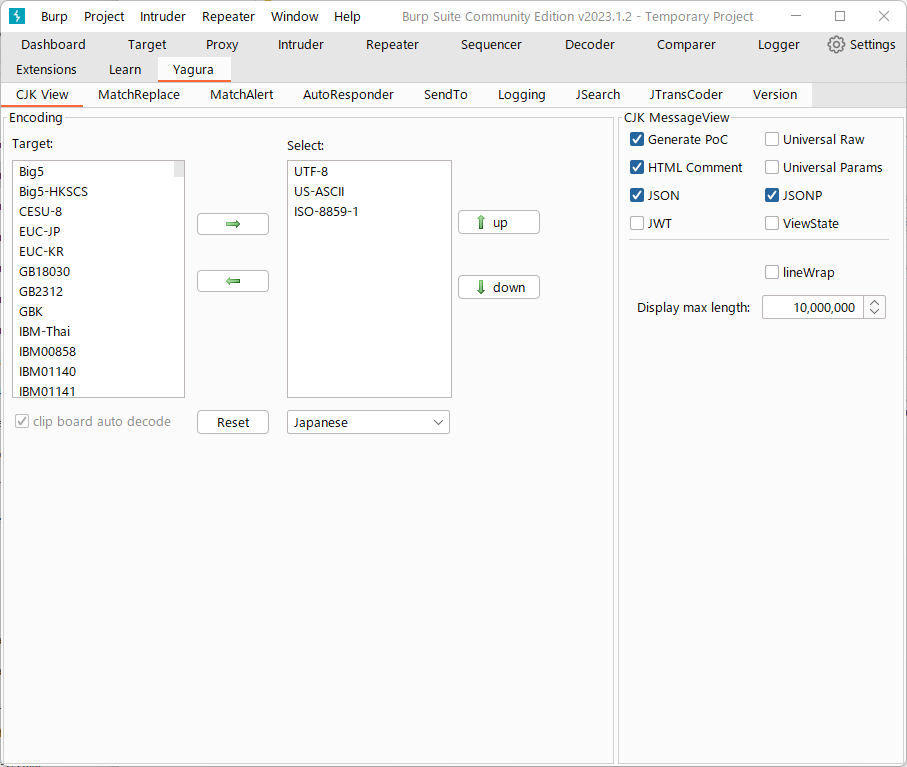 Burp Project Intruder Repeater Window Help Burp Suite Community Edition v2023.1.2 - Temporary Project
Dashboard Target Proxy Intruder Repeater Sequencer Decoder Comparer Logger Settings
Extensions Learn Yagura
CJK View MatchReplace MatchAlert AutoResponder SendTo Logging JSearch JTransCoder Version
Encoding
Target:
Big5
Big5-HKSCS
CESU-8
EUC-JP
EUC-KR
GB18030
GB2312
GBK
IBM-Thai
IBM00858
IBM01140
IBM01141
Select:
UTF-8
US-ASCII
ISO-8859-1
up
down
clip board auto decode
Reset
Japanese
CJK MessageView
Generate PoC Universal Raw
HTML Comment Universal Params
JSON JSONP
JWT ViewState
lineWrap
Display max length: 10,000,000